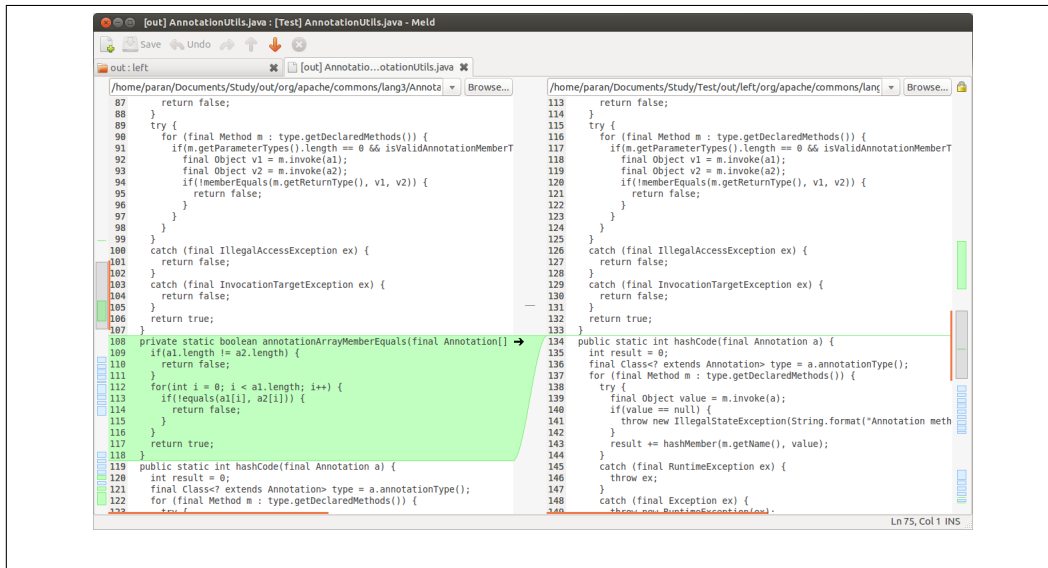 [out] AnnotationUtils.java : [Test] AnnotationUtils.java - Meld
Save Undo
out : left
[out] Annotatio...otationUtils.java
/home/paran/Documents/Study/out/org/apache/commons/lang3/Annota Browse...
87 return false;
88 }
89 try {
90 for (final Method m : type.getDeclaredMethods()) {
91 if(m.getParameterTypes().length == 0 && isValidAnnotationMemberT
92 final Object v1 = m.invoke(a1);
93 final Object v2 = m.invoke(a2);
94 if(!memberEquals(m.getReturnType(), v1, v2)) {
95 return false;
96 }
97 }
98 }
99 }
100 catch (final IllegalAccessException ex) {
101 return false;
102 }
103 catch (final InvocationTargetException ex) {
104 return false;
105 }
106 return true;
107 }
108 private static boolean annotationArrayMemberEquals(final Annotation[]
109 if(a1.length != a2.length) {
110 return false;
111 }
112 for(int i = 0; i < a1.length; i++) {
113 if(!equals(a1[i], a2[i])) {
114 return false;
115 }
116 }
117 return true;
118 }
119 public static int hashCode(final Annotation a) {
120 int result = 0;
121 final Class<? extends Annotation> type = a.annotationType();
122 for (final Method m : type.getDeclaredMethods()) {
123 try {
/home/paran/Documents/Study/Test/out/left/org/apache/commons/lang Browse...
113 return false;
114 }
115 try {
116 for (final Method m : type.getDeclaredMethods()) {
117 if(m.getParameterTypes().length == 0 && isValidAnnotationMemberT
118 final Object v1 = m.invoke(a1);
119 final Object v2 = m.invoke(a2);
120 if(!memberEquals(m.getReturnType(), v1, v2)) {
121 return false;
122 }
123 }
124 }
125 }
126 catch (final IllegalAccessException ex) {
127 return false;
128 }
129 catch (final InvocationTargetException ex) {
130 return false;
131 }
132 return true;
133 }
134 public static int hashCode(final Annotation a) {
135 int result = 0;
136 final Class<? extends Annotation> type = a.annotationType();
137 for (final Method m : type.getDeclaredMethods()) {
138 try {
139 final Object value = m.invoke(a);
140 if(value == null) {
141 throw new IllegalStateException(String.format("Annotation meth
142 }
143 result += hashMember(m.getName(), value);
144 }
145 catch (final RuntimeException ex) {
146 throw ex;
147 }
148 catch (final Exception ex) {
149 throw new RuntimeException(ex);
Ln 75, Col 1 INS